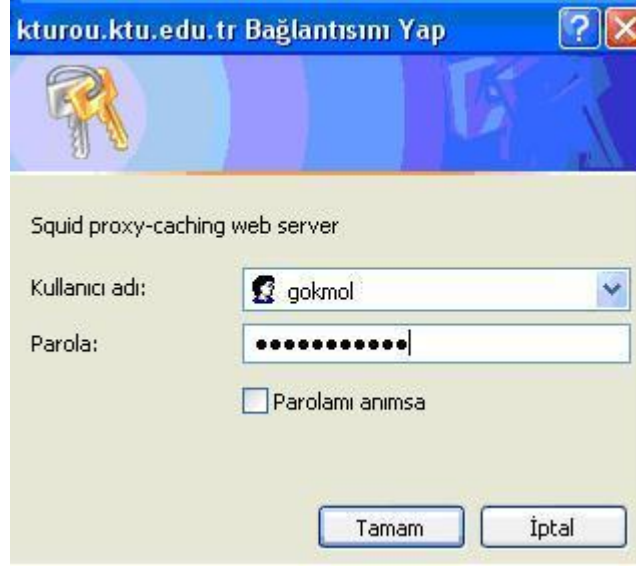 kturou.ktu.edu.tr Bağlantısını Yap
Squid proxy-caching web server
Kullanıcı adı: gokmol
Parola: ●●●●●●●●●●●
Parolamı anımsa
Tamam İptal